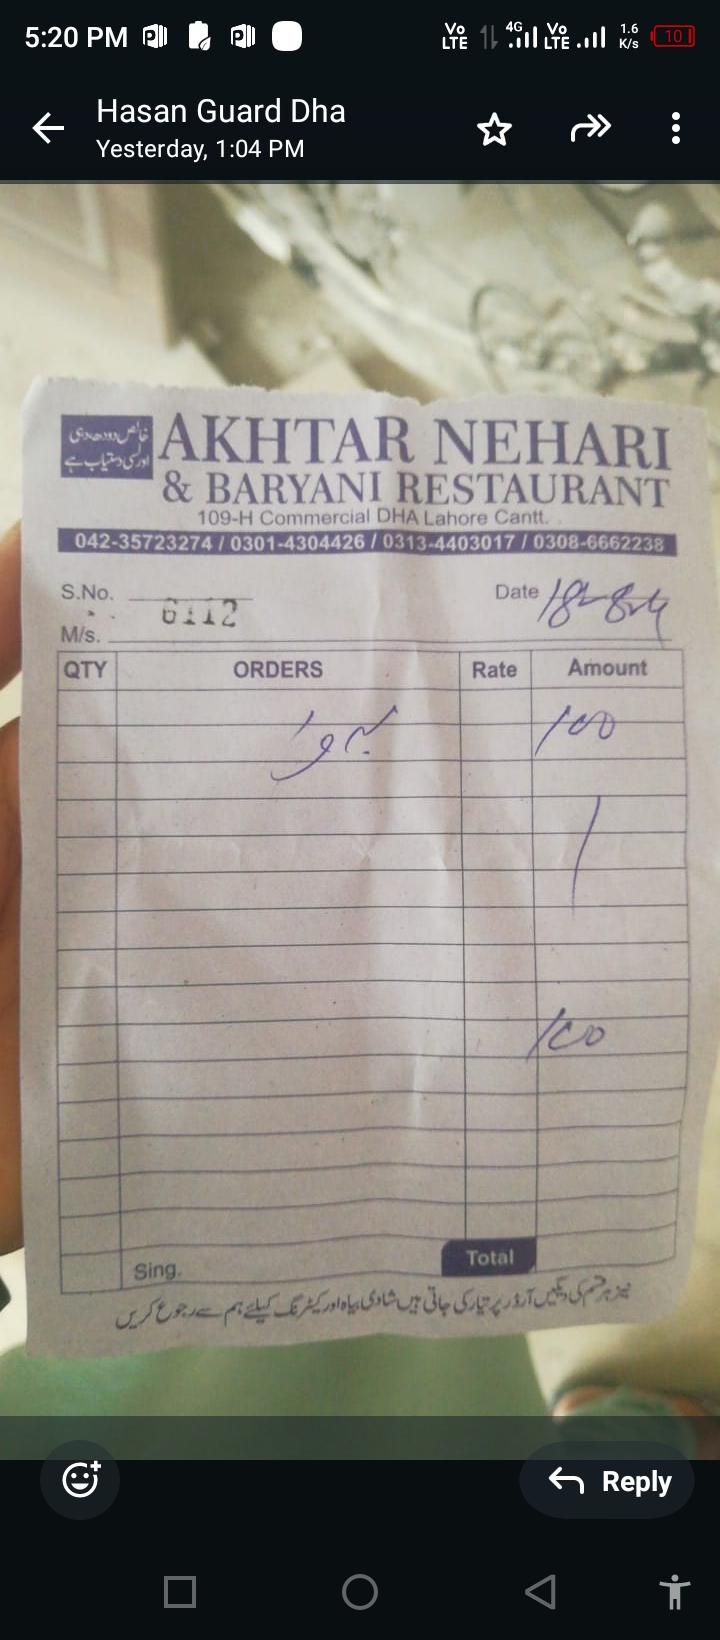 5:20 PM
Vo LTE 4G Vo LTE 1.6 K/s 10
Hasan Guard Dha
Yesterday, 1:04 PM
خالص دودھ دہی
اور لسی دستیاب ہے
AKHTAR NEHARI
& BARYANI RESTAURANT
109-H Commercial DHA Lahore Cantt.
042-35723274 / 0301-4304426 / 0313-4403017 / 0308-6662238
S.No. 6112 Date 18-8-24
M/s.
QTY ORDERS Rate Amount
100
100
Total
Sing.
نیز ہر قسم کی دیگیں آرڈر پر تیار کی جاتی ہیں شادی بیاہ اور کیٹرنگ کیلئے ہم سے رجوع کریں
Reply